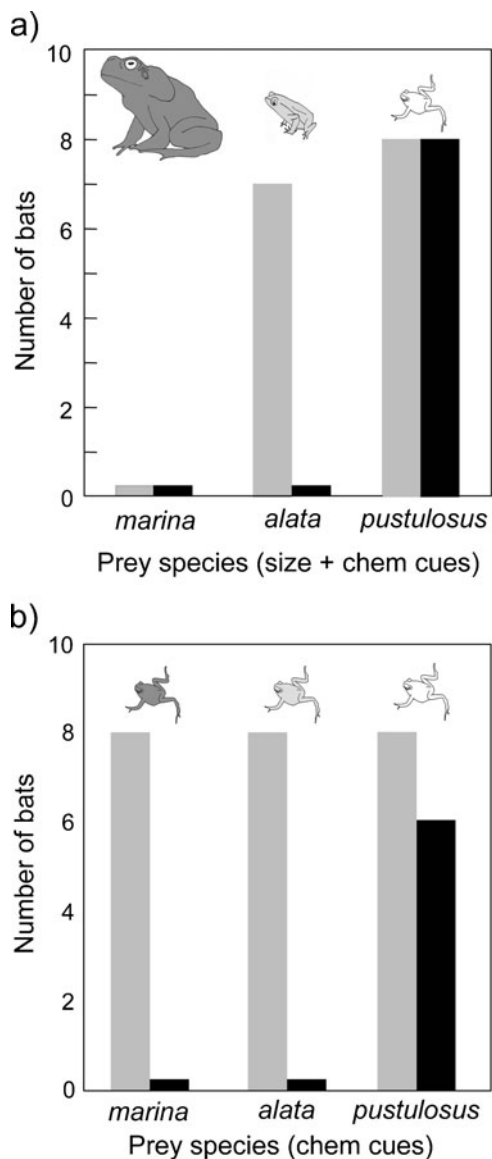 a)
10
8
6
4
2
0
Number of bats
marina alata pustulosus
Prey species (size + chem cues)
b)
10
8
6
4
2
0
Number of bats
marina alata pustulosus
Prey species (chem cues)